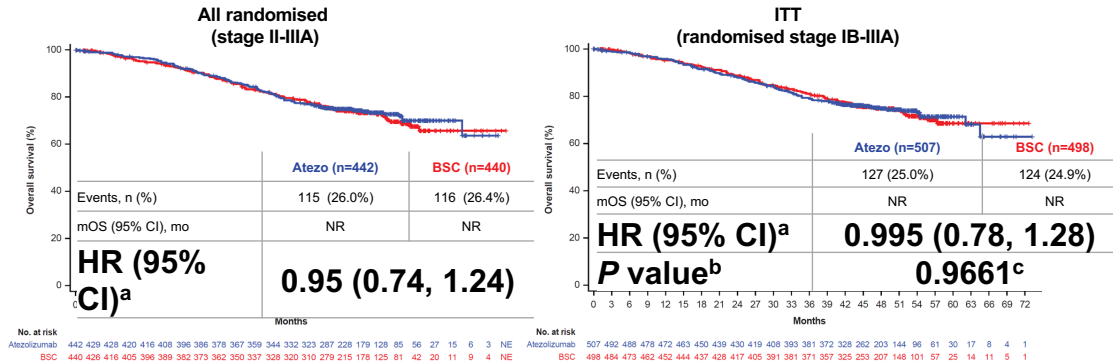 All randomised
(stage II-IIIA)
100
80
60
40
20
0
Overall survival (%)
Atezo (n=442) BSC (n=440)
Events, n (%) 115 (26.0%) 116 (26.4%)
mOS (95% CI), mo NR NR
HR (95% CI)a 0.95 (0.74, 1.24)
0
Months
No. at risk
Atezolizumab 442 429 428 420 416 408 396 389 378 367 359 344 332 323 312 287 228 179 128 85 56 27 15 6 3 NE
BSC 440 426 416 405 396 389 382 373 362 350 337 328 320 310 279 215 178 125 81 42 20 11 9 4 NE
ITT
(randomised stage IB-IIIA)
100
80
60
40
20
0
Overall survival (%)
Atezo (n=507) BSC (n=498)
Events, n (%) 127 (25.0%) 124 (24.9%)
mOS (95% CI), mo NR NR
HR (95% CI)a 0.995 (0.78, 1.28)
P valueb 0.9661c
0 3 6 9 12 15 18 21 24 27 30 33 36 39 42 45 48 51 54 57 60 63 66 69 72
Months
No. at risk
Atezolizumab 507 492 488 478 472 463 450 439 430 419 410 393 381 371 357 328 262 203 144 96 61 30 17 8 4 1
BSC 498 484 473 462 452 444 437 428 417 405 391 381 371 357 325 253 207 148 101 57 25 14 11 5 1